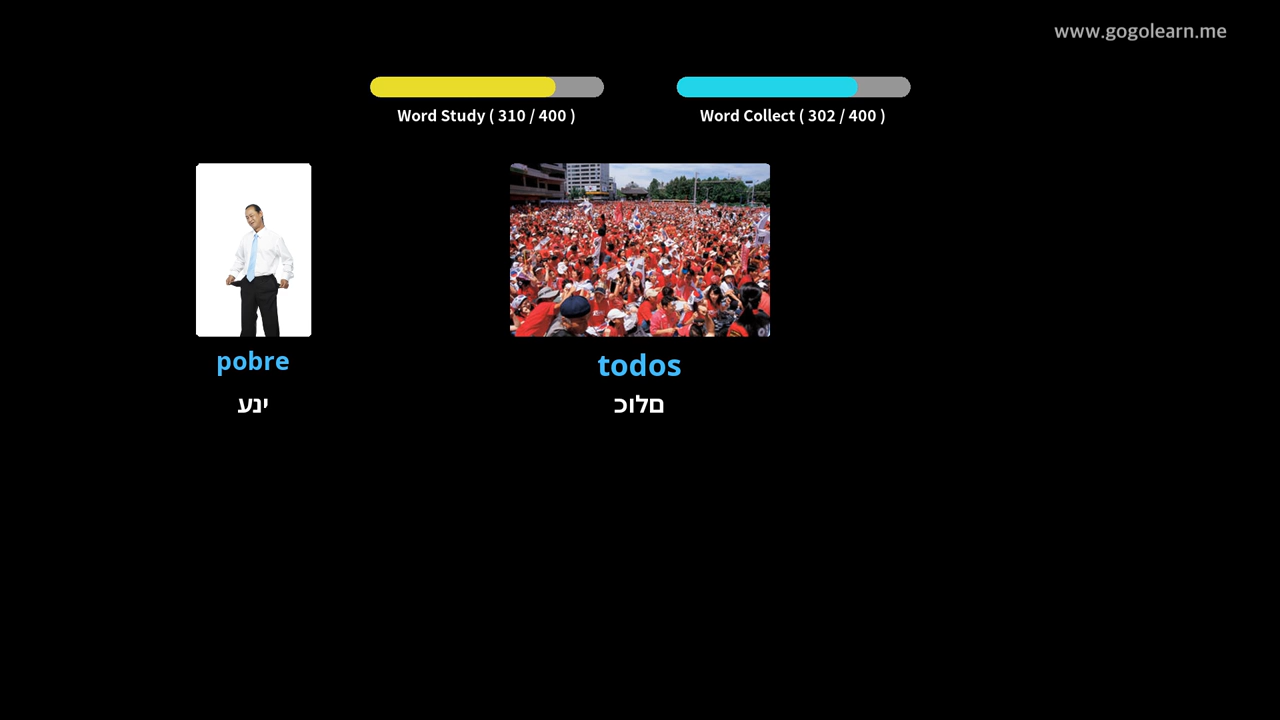 www.gogolearn.me
Word Study ( 310 / 400 )
Word Collect ( 302 / 400 )
pobre
todos
ינע
םלוכ